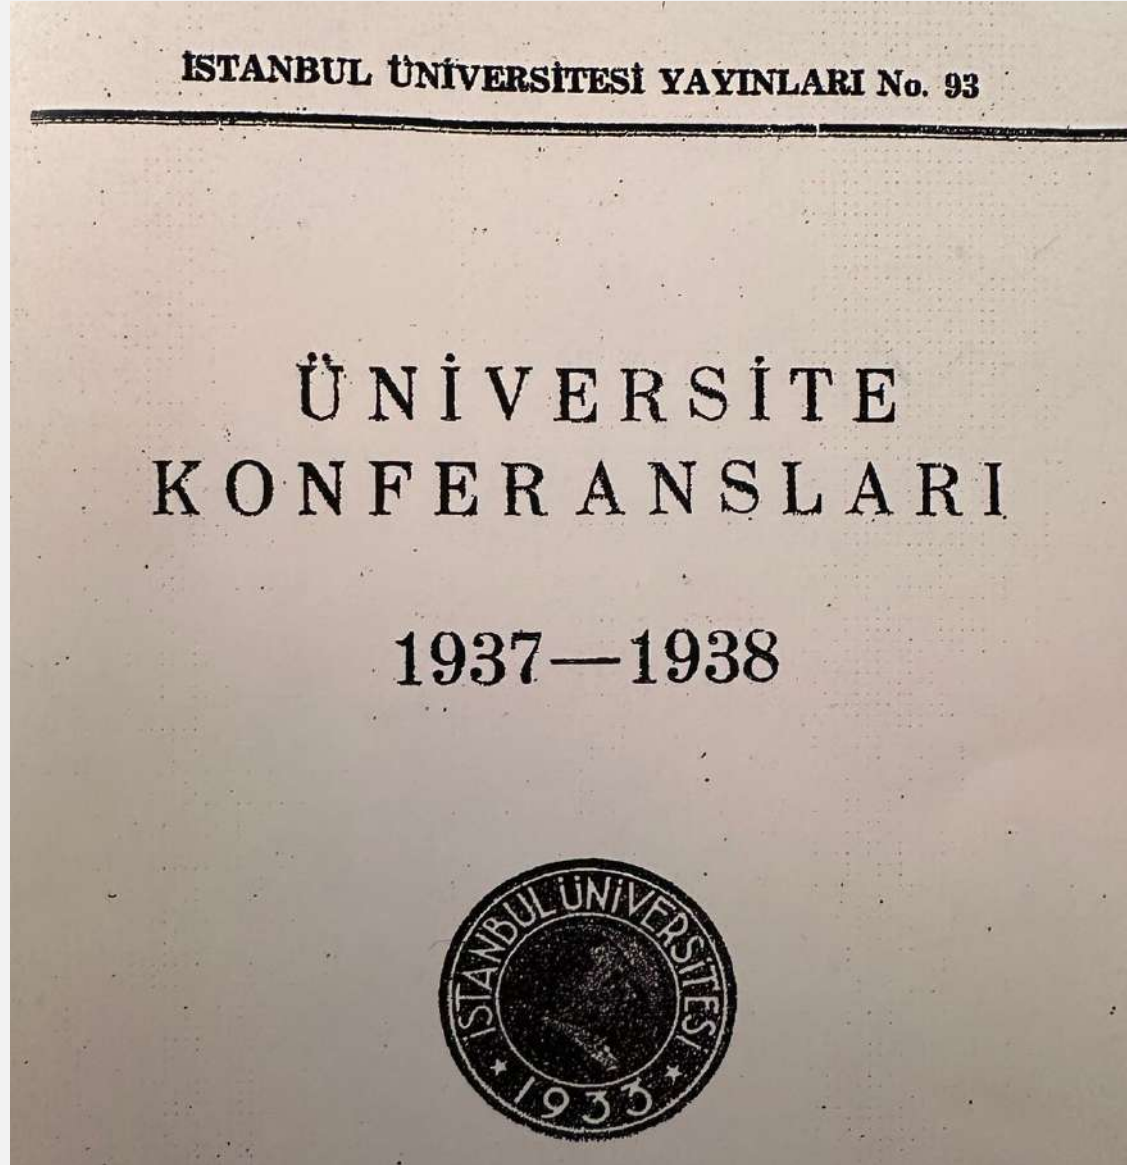 İSTANBUL ÜNİVERSİTESİ YAYINLARI No. 93
ÜNİVERSİTE
KONFERANSLARI
1937—1938
İSTANBUL ÜNİVERSİTESİ
★ 1933 ★